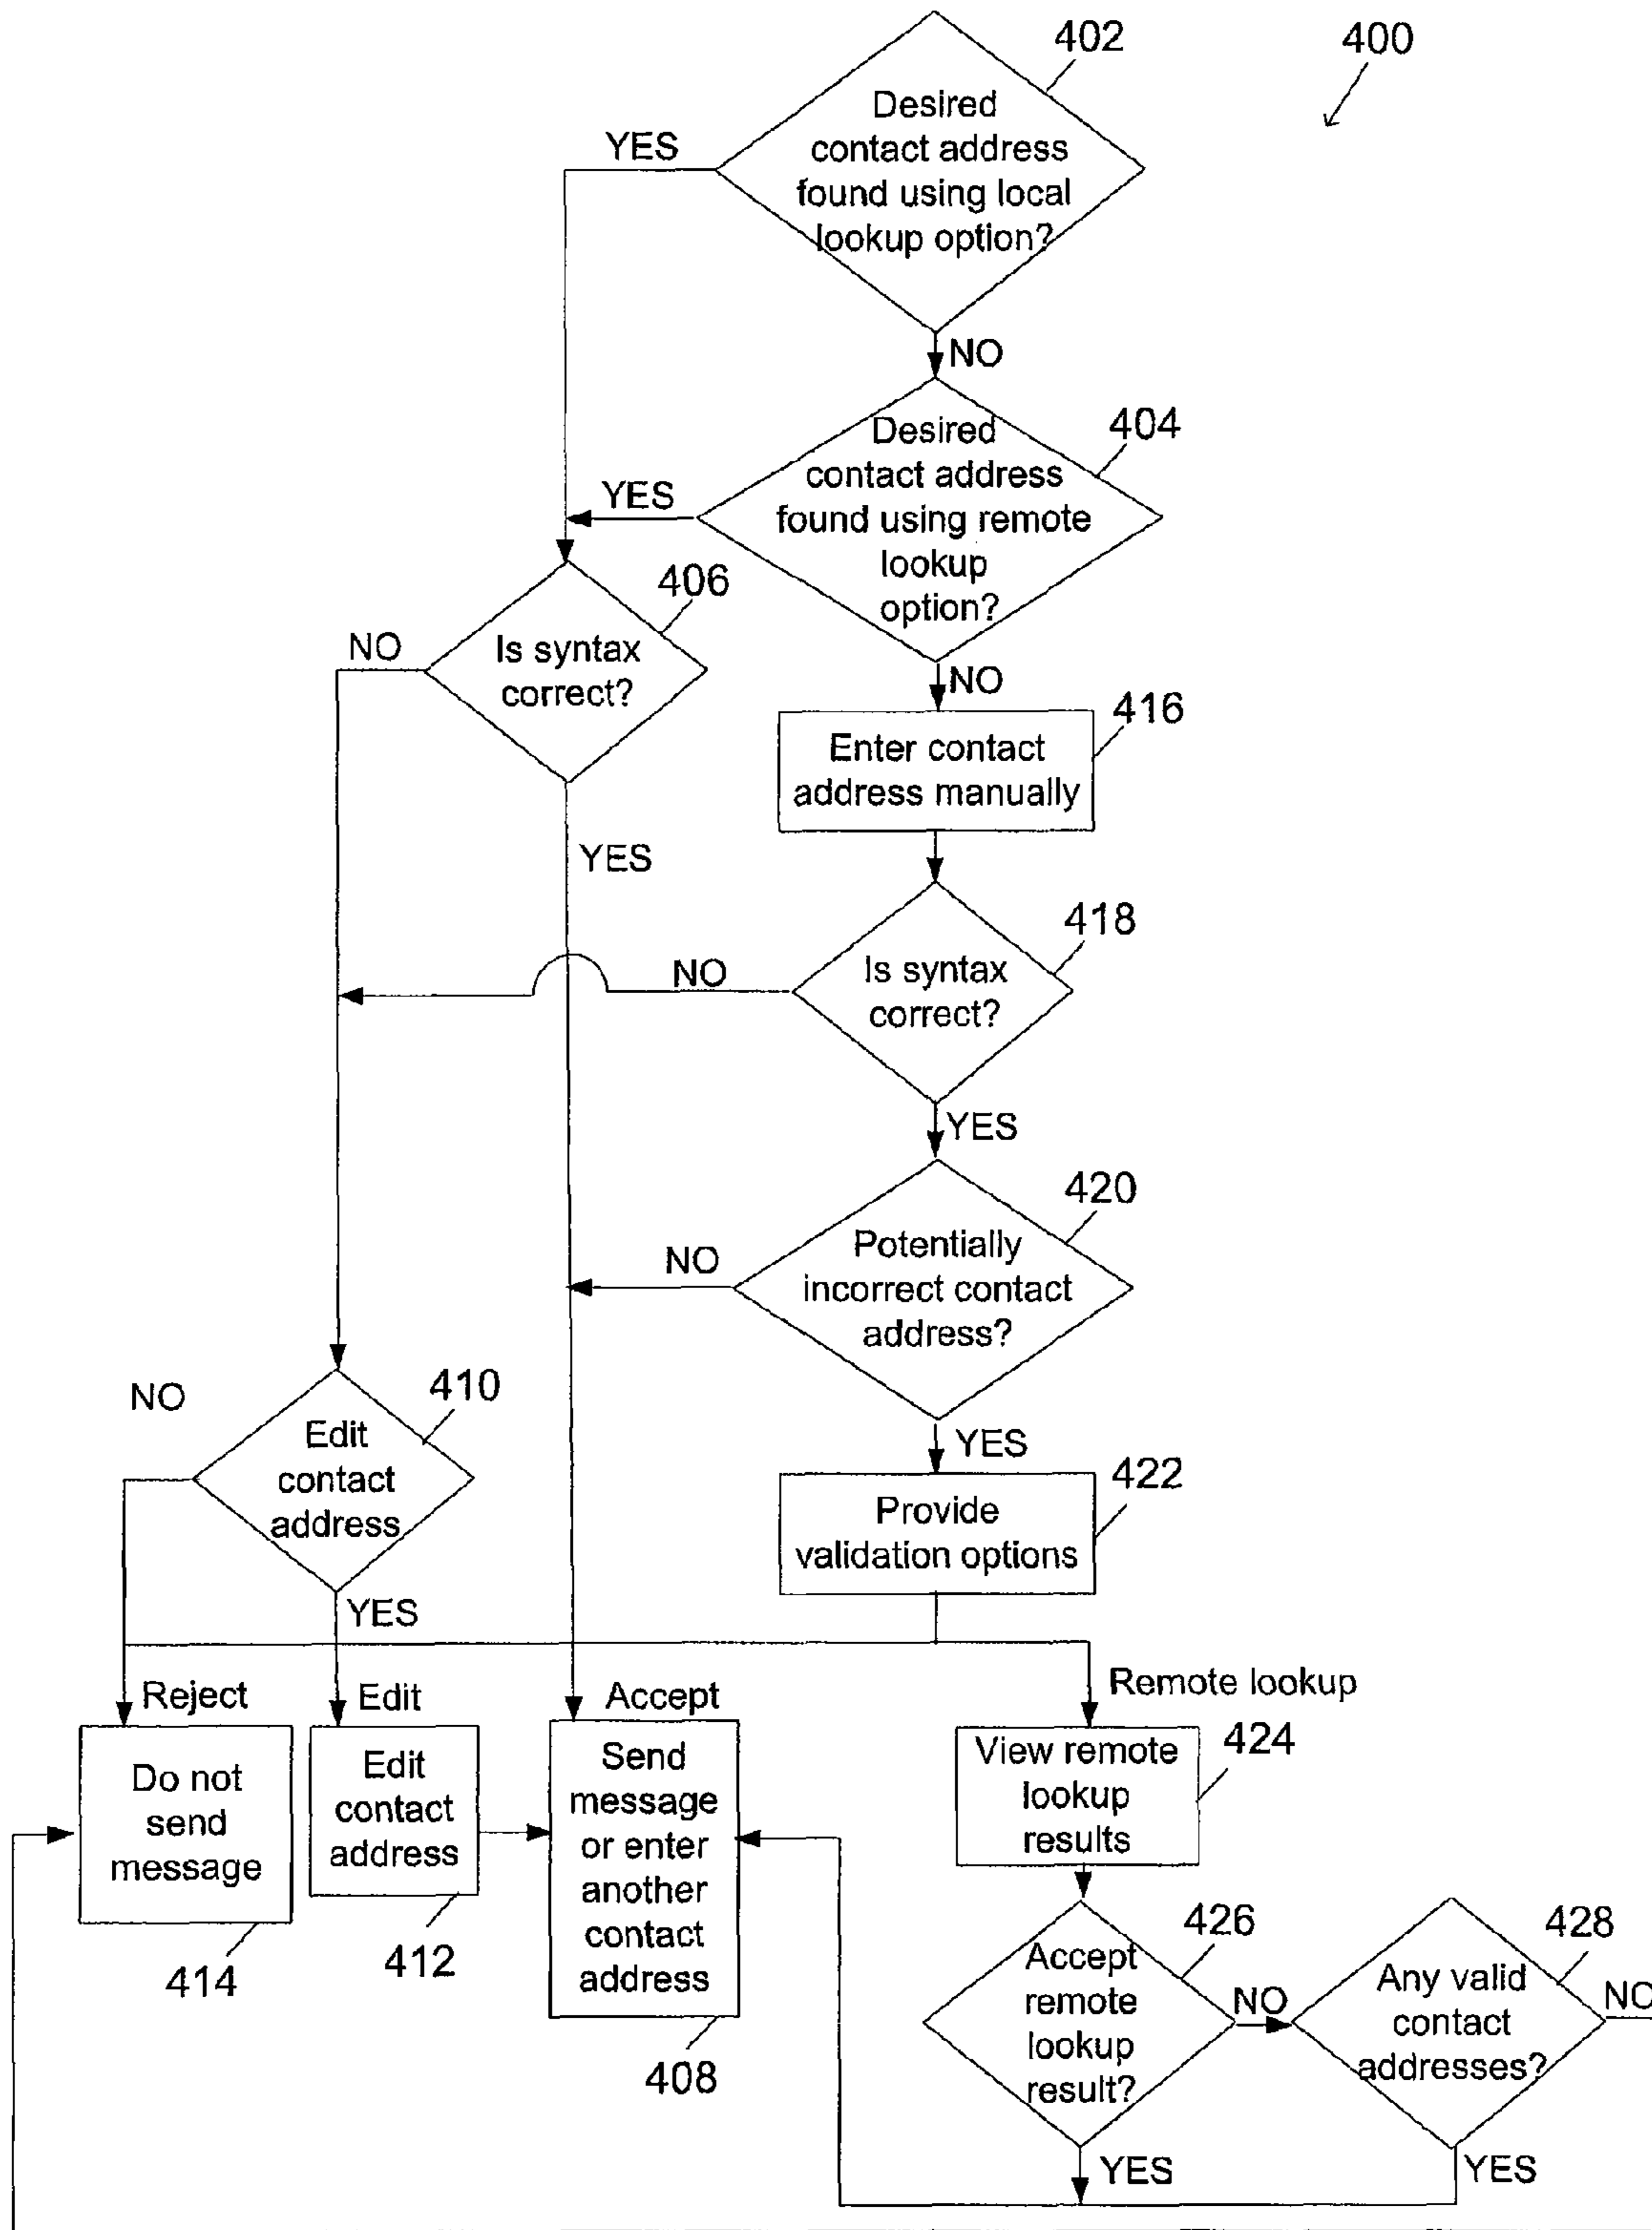 402
400
Desired
contact address
found using local
lookup option?
YES
NO
404
Desired
contact address
found using remote
lookup
option?
YES
406
NO
Is syntax
correct?
NO
416
Enter contact
address manually
YES
418
NO
Is syntax
correct?
YES
420
NO
Potentially
incorrect contact
address?
NO
410
Edit
contact
address
YES
422
Provide
validation options
YES
Reject
Edit
Accept
Remote lookup
Do not
send
message
414
Edit
contact
address
412
Send
message
or enter
another
contact
address
408
View remote
lookup
results
424
426
Accept
remote
lookup
result?
NO
428
Any valid
contact
addresses?
NO
YES
YES